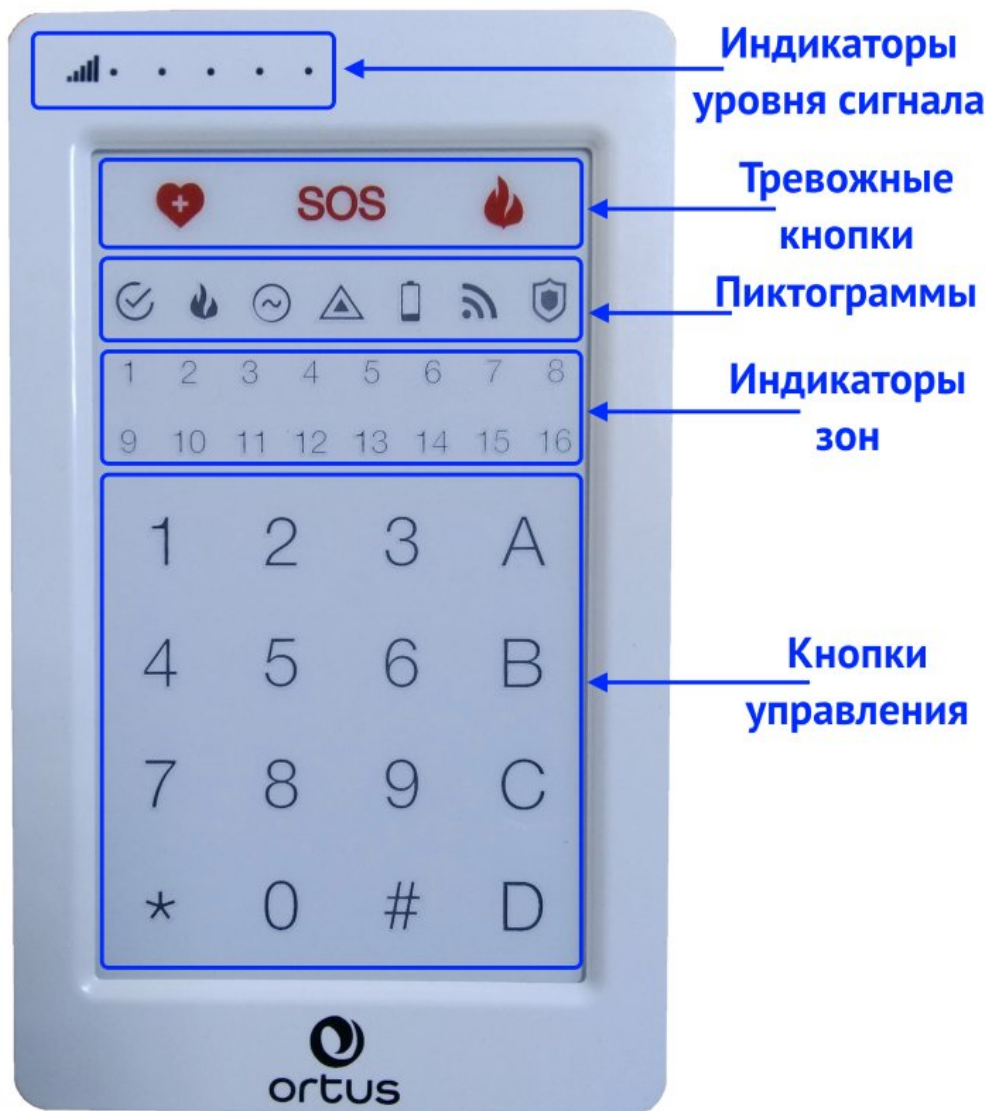 Индикаторы
уровня сигнала
Тревожные
кнопки
SOS
Пиктограммы
Индикаторы
зон
1 2 3 4 5 6 7 8
9 10 11 12 13 14 15 16
Кнопки
управления
1 2 3 A
4 5 6 B
7 8 9 C
* 0 # D
ortus